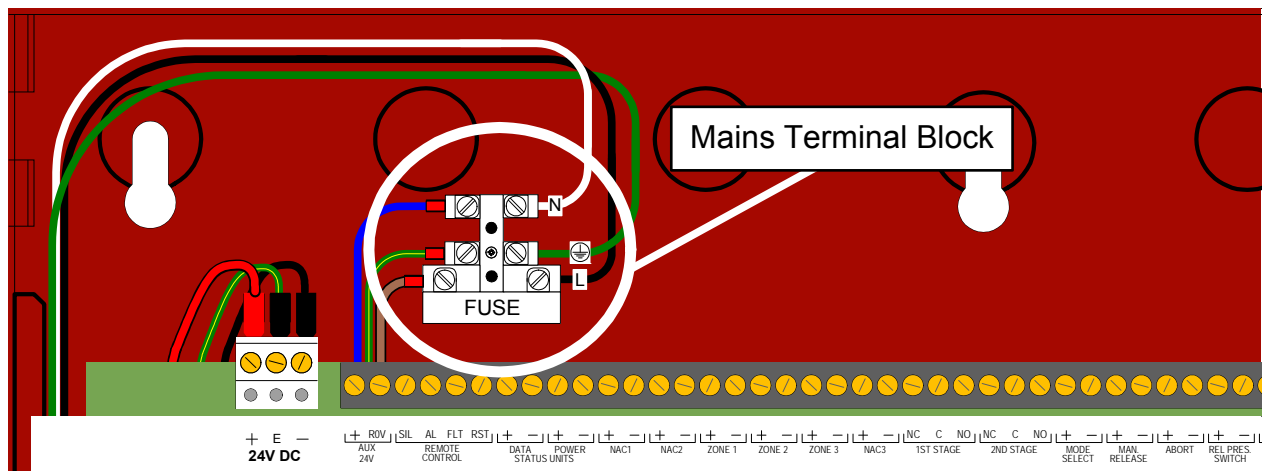 Mains Terminal Block
N
L
FUSE
+ E −
24V DC
+ R0V SIL AL FLT RST + − + − + − + − + − + − + − + − NC C NO NC C NO + − + − + − + −
AUX REMOTE DATA POWER NAC1 NAC2 ZONE 1 ZONE 2 ZONE 3 NAC3 1ST STAGE 2ND STAGE MODE MAN. ABORT REL PRES.
24V CONTROL STATUS UNITS SELECT RELEASE SWITCH